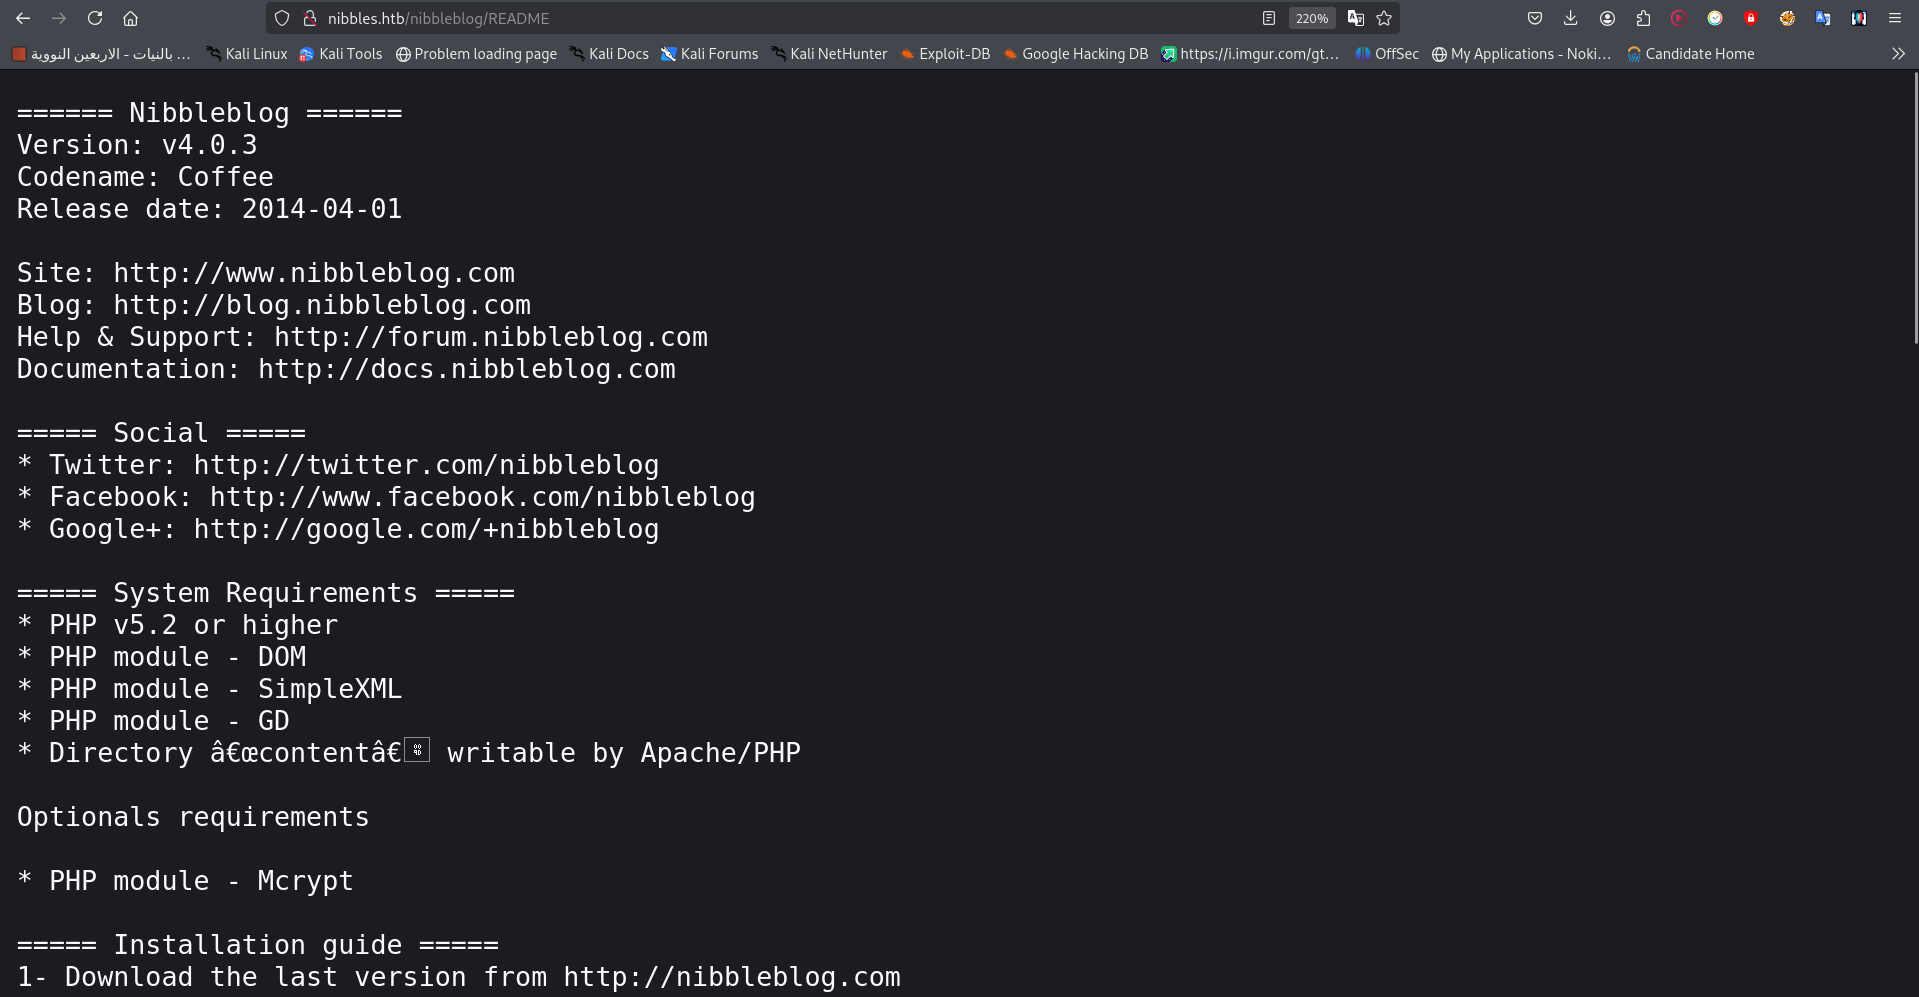 nibbles.htb/nibbleblog/README
220%
بالنيات - الاربعين النووية ...
Kali Linux
Kali Tools
Problem loading page
Kali Docs
Kali Forums
Kali NetHunter
Exploit-DB
Google Hacking DB
https://i.imgur.com/gt...
OffSec
My Applications - Noki...
Candidate Home
====== Nibbleblog ======
Version: v4.0.3
Codename: Coffee
Release date: 2014-04-01
Site: http://www.nibbleblog.com
Blog: http://blog.nibbleblog.com
Help & Support: http://forum.nibbleblog.com
Documentation: http://docs.nibbleblog.com
===== Social =====
* Twitter: http://twitter.com/nibbleblog
* Facebook: http://www.facebook.com/nibbleblog
* Google+: http://google.com/+nibbleblog
===== System Requirements =====
* PHP v5.2 or higher
* PHP module - DOM
* PHP module - SimpleXML
* PHP module - GD
* Directory â€œcontentâ€ writable by Apache/PHP
Optionals requirements
* PHP module - Mcrypt
===== Installation guide =====
1- Download the last version from http://nibbleblog.com